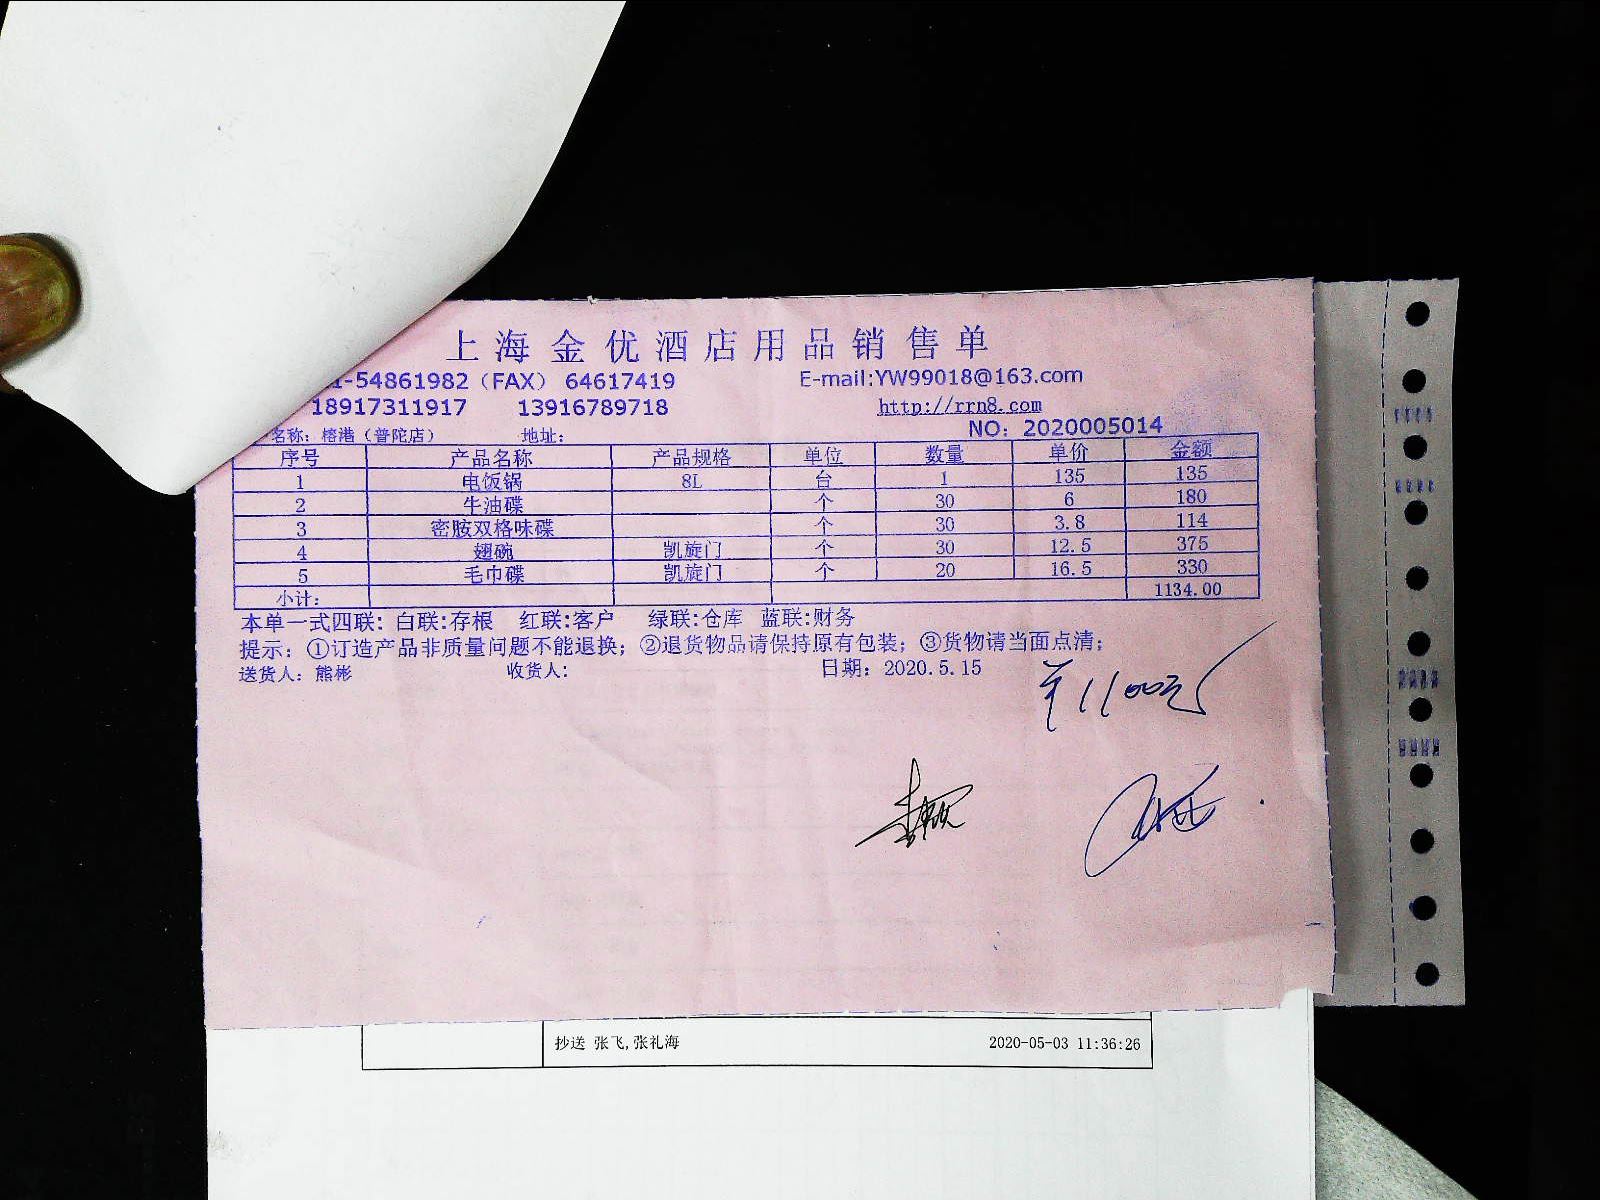 上海金优酒店用品销售单
1-54861982（FAX） 64617419 E-mail:YW99018@163.com
18917311917 13916789718 http://rrn8.com
名称：榕港（普陀店） 地址： NO：2020005014
序号 产品名称 产品规格 单位 数量 单价 金额
1 电饭锅 8L 台 1 135 135
2 牛油碟 个 30 6 180
3 密胺双格味碟 个 30 3.8 114
4 翅碗 凯旋门 个 30 12.5 375
5 毛巾碟 凯旋门 个 20 16.5 330
小计： 1134.00
本单一式四联：白联:存根 红联:客户 绿联:仓库 蓝联:财务
提示：①订造产品非质量问题不能退换；②退货物品请保持原有包装；③货物请当面点清；
送货人：熊彬 收货人： 日期：2020.5.15
¥1100元
抄送 张飞,张礼海 2020-05-03 11:36:26